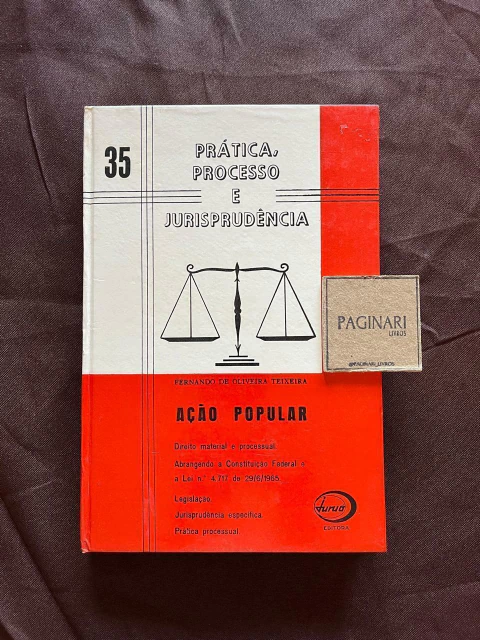 35
PRÁTICA,
PROCESSO
E
JURISPRUDÊNCIA
PAGINARI
LIVROS
@PAGINARI_LIVROS
FERNANDO DE OLIVEIRA TEIXEIRA
AÇÃO POPULAR
Direito material e processual.
Abrangendo a Constituição Federal e
a Lei n.º 4.717, de 29/6/1965.
Legislação.
Jurisprudência específica.
Prática processual.
Juruá
EDITORA